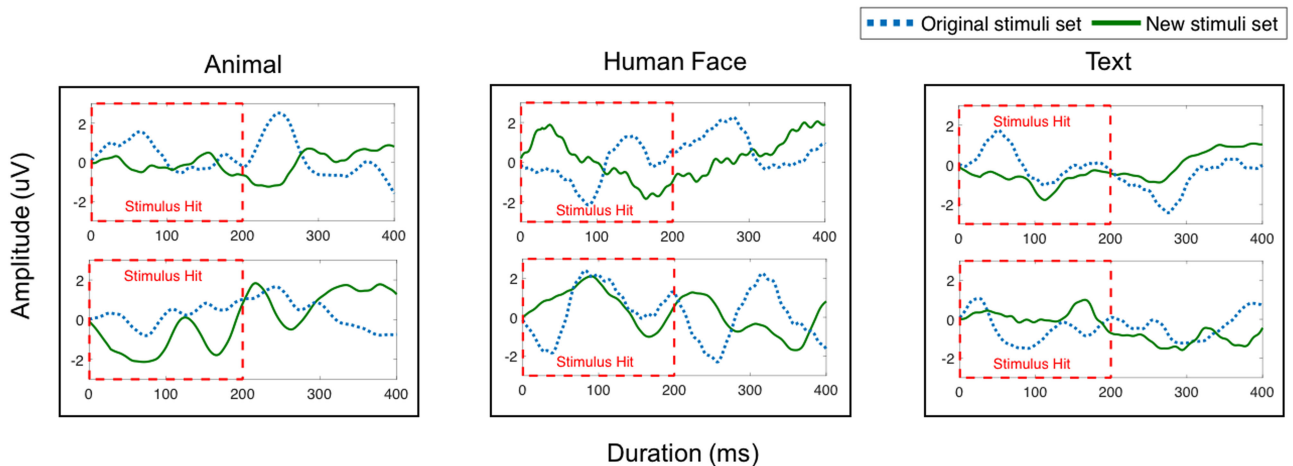 Original stimuli set New stimuli set
Animal Human Face Text
Amplitude (uV)
2
0
-2
Stimulus Hit
0 100 200 300 400
2
0
-2
Stimulus Hit
0 100 200 300 400
2
0
-2
Stimulus Hit
0 100 200 300 400
2
0
-2
Stimulus Hit
0 100 200 300 400
2
0
-2
Stimulus Hit
0 100 200 300 400
2
0
-2
Stimulus Hit
0 100 200 300 400
Duration (ms)